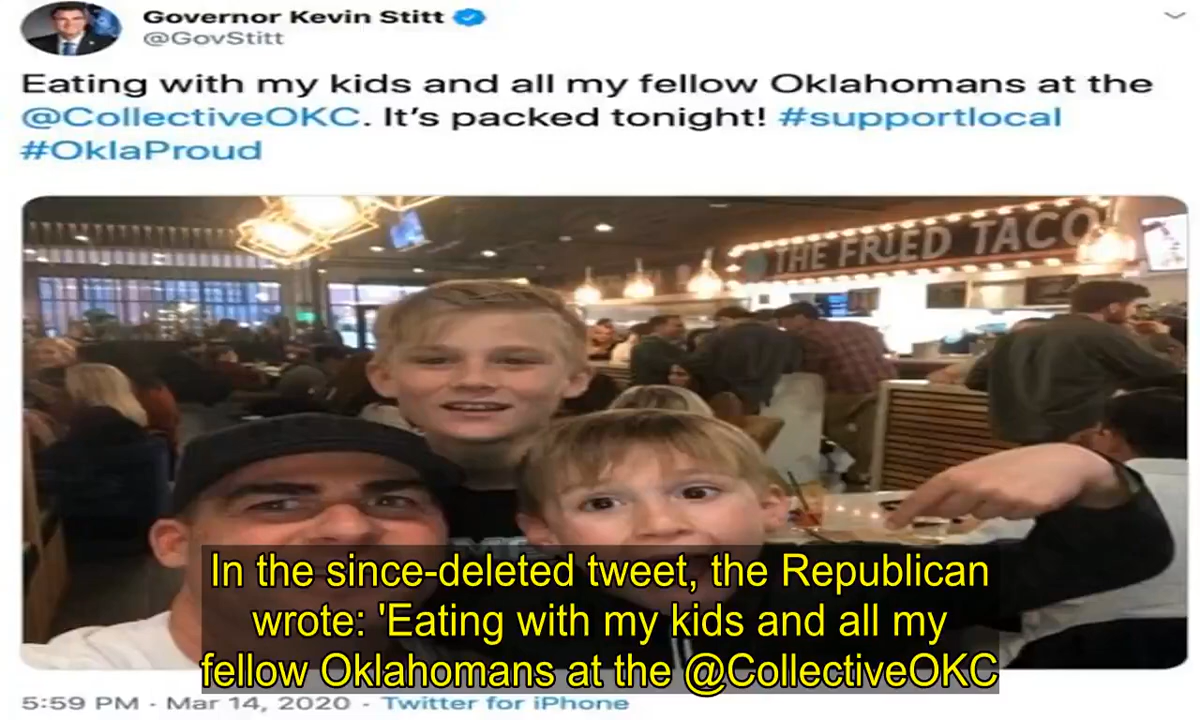 Governor Kevin Stitt
@GovStitt
Eating with my kids and all my fellow Oklahomans at the
@CollectiveOKC. It's packed tonight! #supportlocal
#OklaProud
THE FRIED TACO
In the since-deleted tweet, the Republican
wrote: 'Eating with my kids and all my
fellow Oklahomans at the @CollectiveOKC
5:59 PM · Mar 14, 2020 · Twitter for iPhone